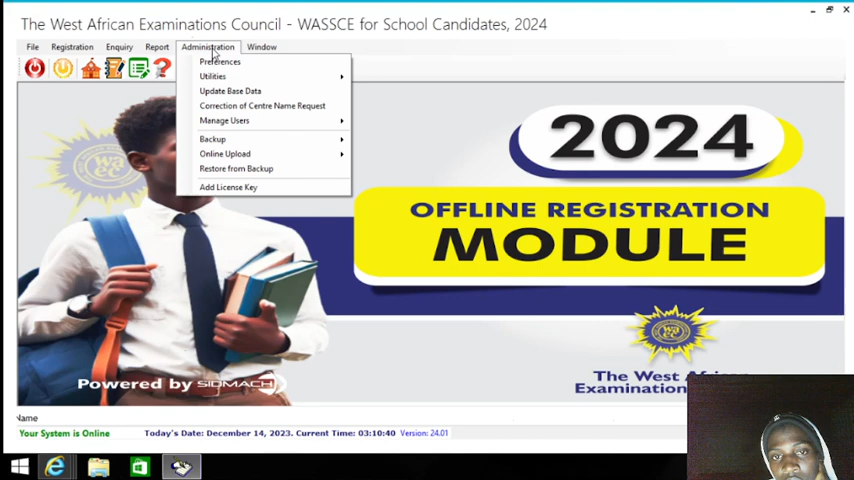 The West African Examinations Council - WASSCE for School Candidates, 2024
File Registration Enquiry Report Administration Window
Preferences
Utilities
Update Base Data
Correction of Centre Name Request
Manage Users
Backup
Online Upload
Restore from Backup
Add License Key
2024
OFFLINE REGISTRATION
MODULE
waec
Powered by SIDMACH
The West
Examination
Name
Your System is Online Today's Date: December 14, 2023. Current Time: 03:10:40 Version: 24.01